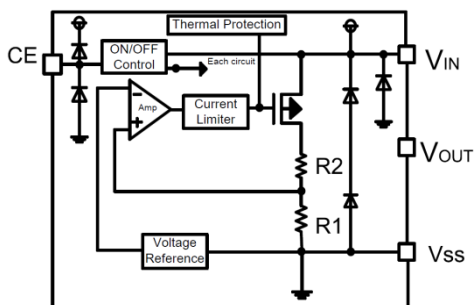 Thermal Protection
CE
ON/OFF
Control
Each circuit
VIN
Amp
Current
Limiter
VOUT
R2
R1
Voltage
Reference
Vss